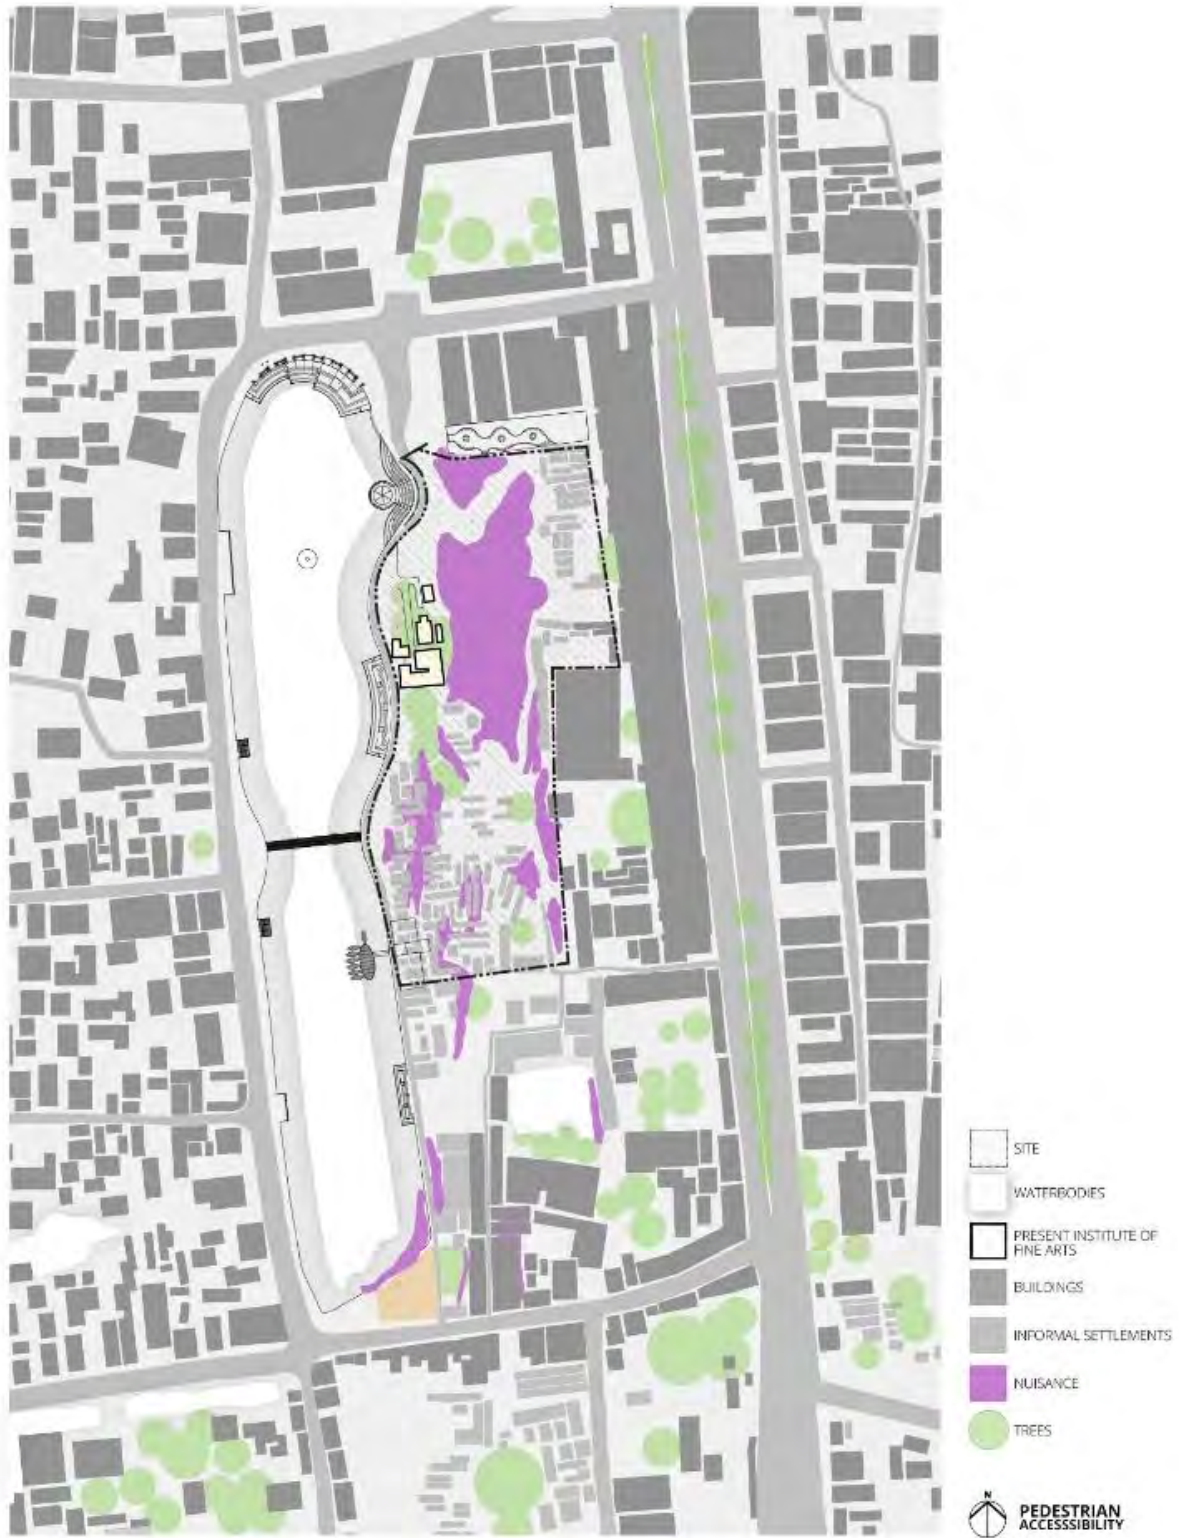 SITE
WATERBODIES
PRESENT INSTITUTE OF
FINE ARTS
BUILDINGS
INFORMAL SETTLEMENTS
NUISANCE
TREES
N
PEDESTRIAN
ACCESSSIBILITY